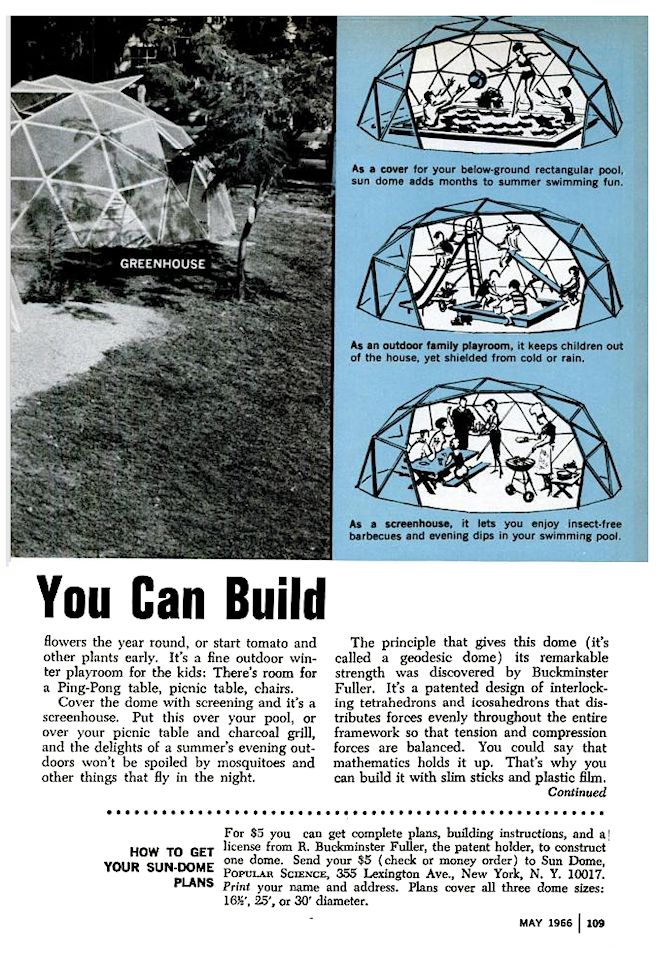 GREENHOUSE
As a cover for your below-ground rectangular pool,
sun dome adds months to summer swimming fun.
As an outdoor family playroom, it keeps children out
of the house, yet shielded from cold or rain.
As a screenhouse, it lets you enjoy insect-free
barbecues and evening dips in your swimming pool.
You Can Build
flowers the year round, or start tomato and
other plants early. It's a fine outdoor win-
ter playroom for the kids: There's room for
a Ping-Pong table, picnic table, chairs.
Cover the dome with screening and it's a
screenhouse. Put this over your pool, or
over your picnic table and charcoal grill,
and the delights of a summer's evening out-
doors won't be spoiled by mosquitoes and
other things that fly in the night.
The principle that gives this dome (it's
called a geodesic dome) its remarkable
strength was discovered by Buckminster
Fuller. It's a patented design of interlock-
ing tetrahedrons and icosahedrons that dis-
tributes forces evenly throughout the entire
framework so that tension and compression
forces are balanced. You could say that
mathematics holds it up. That's why you
can build it with slim sticks and plastic film.
Continued
HOW TO GET
YOUR SUN-DOME
PLANS
For $5 you can get complete plans, building instructions, and a
license from R. Buckminster Fuller, the patent holder, to construct
one dome. Send your $5 (check or money order) to Sun Dome,
POPULAR SCIENCE, 355 Lexington Ave., New York, N. Y. 10017.
Print your name and address. Plans cover all three dome sizes:
16½', 25', or 30' diameter.
MAY 1966 | 109